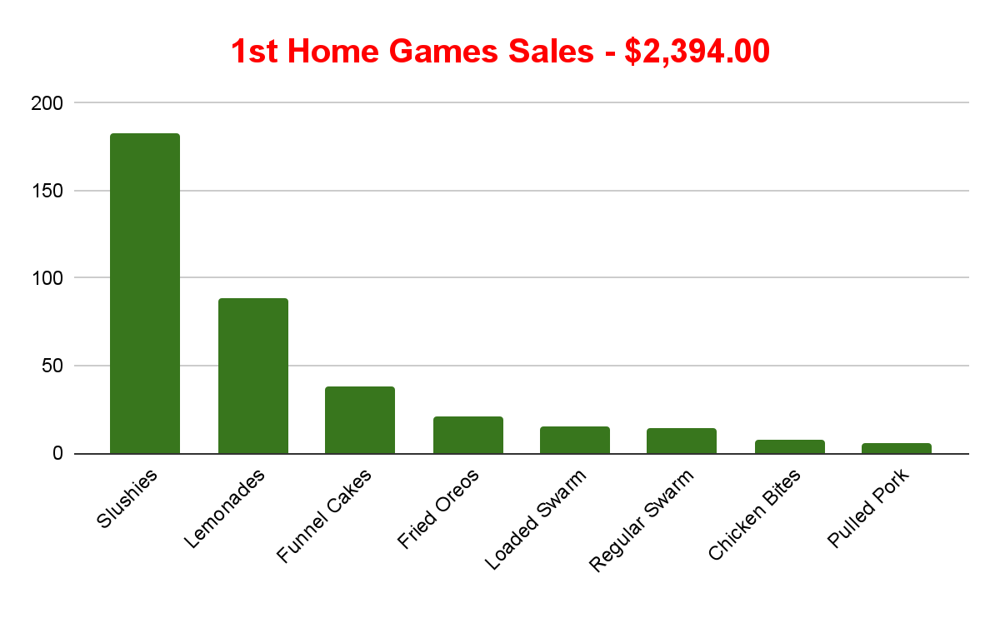 1st Home Games Sales - $2,394.00
200
150
100
50
0
Slushies
Lemonades
Funnel Cakes
Fried Oreos
Loaded Swarm
Regular Swarm
Chicken Bites
Pulled Pork